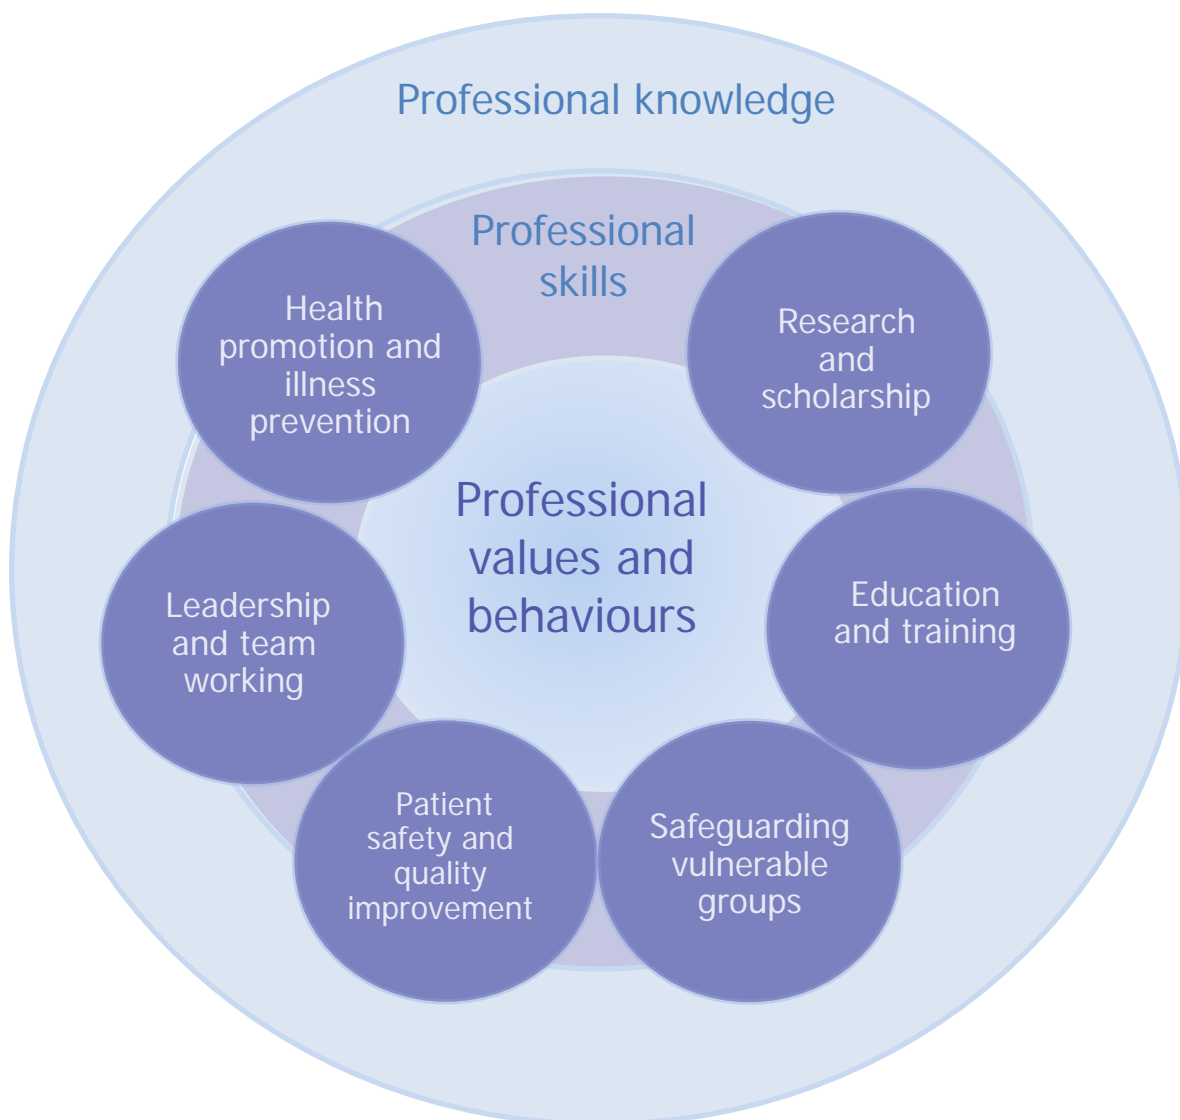 Professional knowledge
Professional
skills
Health
promotion and
illness
prevention
Research
and
scholarship
Professional
values and
behaviours
Leadership
and team
working
Education
and training
Patient
safety and
quality
improvement
Safeguarding
vulnerable
groups